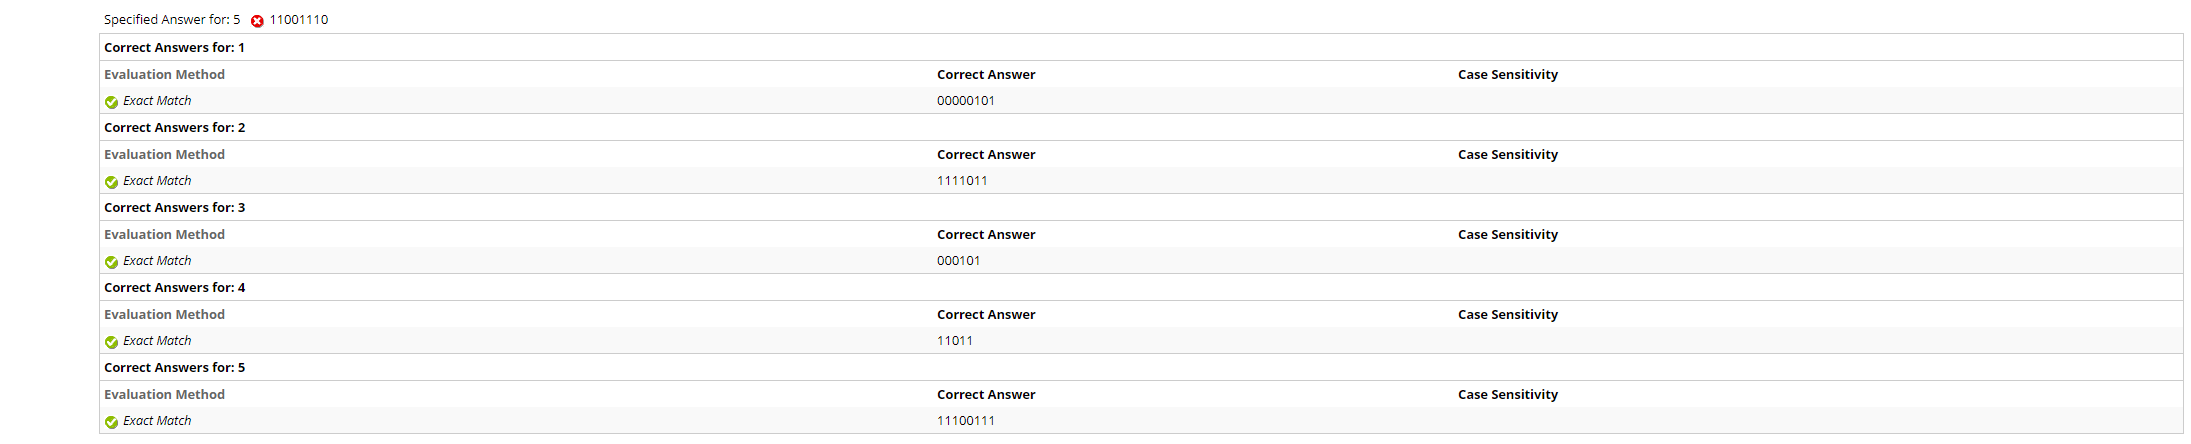 Specified Answer for: 5 11001110
Correct Answers for: 1
Evaluation Method Correct Answer Case Sensitivity
Exact Match 00000101
Correct Answers for: 2
Evaluation Method Correct Answer Case Sensitivity
Exact Match 1111011
Correct Answers for: 3
Evaluation Method Correct Answer Case Sensitivity
Exact Match 000101
Correct Answers for: 4
Evaluation Method Correct Answer Case Sensitivity
Exact Match 11011
Correct Answers for: 5
Evaluation Method Correct Answer Case Sensitivity
Exact Match 11100111